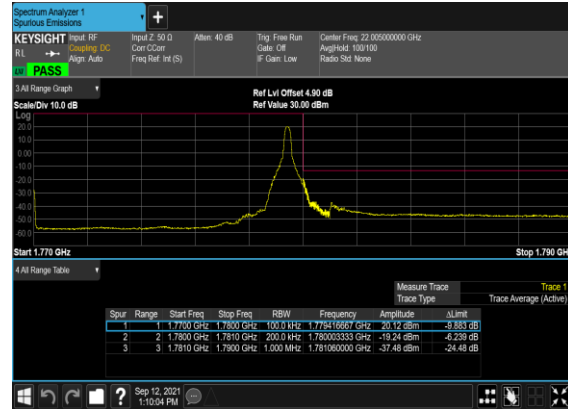 Spectrum Analyzer 1
Spurious Emissions
+
KEYSIGHT Input: RF Input Z: 50 Ω Atten: 40 dB Trig: Free Run Center Freq: 22.005000000 GHz
RL Coupling: DC Corr CCorr Gate: Off Avg|Hold: 100/100
Align: Auto Freq Ref: Int (S) IF Gain: Low Radio Std: None
PASS
3 All Range Graph
Ref Lvl Offset 4.90 dB
Scale/Div 10.0 dB Ref Value 30.00 dBm
Log
20.0
10.0
0.00
-10.0
-20.0
-30.0
-40.0
-50.0
-60.0
Start 1.770 GHz Stop 1.790 GH
4 All Range Table
Measure Trace Trace 1
Trace Type Trace Average (Active)
Spur Range Start Freq Stop Freq RBW Frequency Amplitude ΔLimit
1 1 1.7700 GHz 1.7800 GHz 100.0 kHz 1.779416667 GHz 20.12 dBm -9.883 dB
2 2 1.7800 GHz 1.7810 GHz 200.0 kHz 1.780003333 GHz -19.24 dBm -6.239 dB
3 3 1.7810 GHz 1.7900 GHz 1.000 MHz 1.781060000 GHz -37.48 dBm -24.48 dB
? Sep 12, 2021
1:10:04 PM